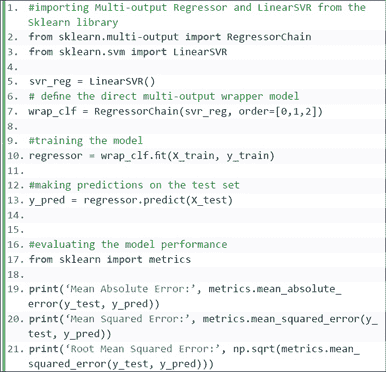 1. #importing Multi-output Regressor and LinearSVR from the
Sklearn library
2. from sklearn.multi-output import RegressorChain
3. from sklearn.svm import LinearSVR
4.
5. svr_reg = LinearSVR()
6. # define the direct multi-output wrapper model
7. wrap_clf = RegressorChain(svr_reg, order=[0,1,2])
8.
9. #training the model
10. regressor = wrap_clf.fit(X_train, y_train)
11.
12. #making predictions on the test set
13. y_pred = regressor.predict(X_test)
14.
15.
16. #evaluating the model performance
17. from sklearn import metrics
18.
19. print(‘Mean Absolute Error:’, metrics.mean_absolute_
error(y_test, y_pred))
20. print(‘Mean Squared Error:’, metrics.mean_squared_error(y_
test, y_pred))
21. print(‘Root Mean Squared Error:’, np.sqrt(metrics.mean_
squared_error(y_test, y_pred)))